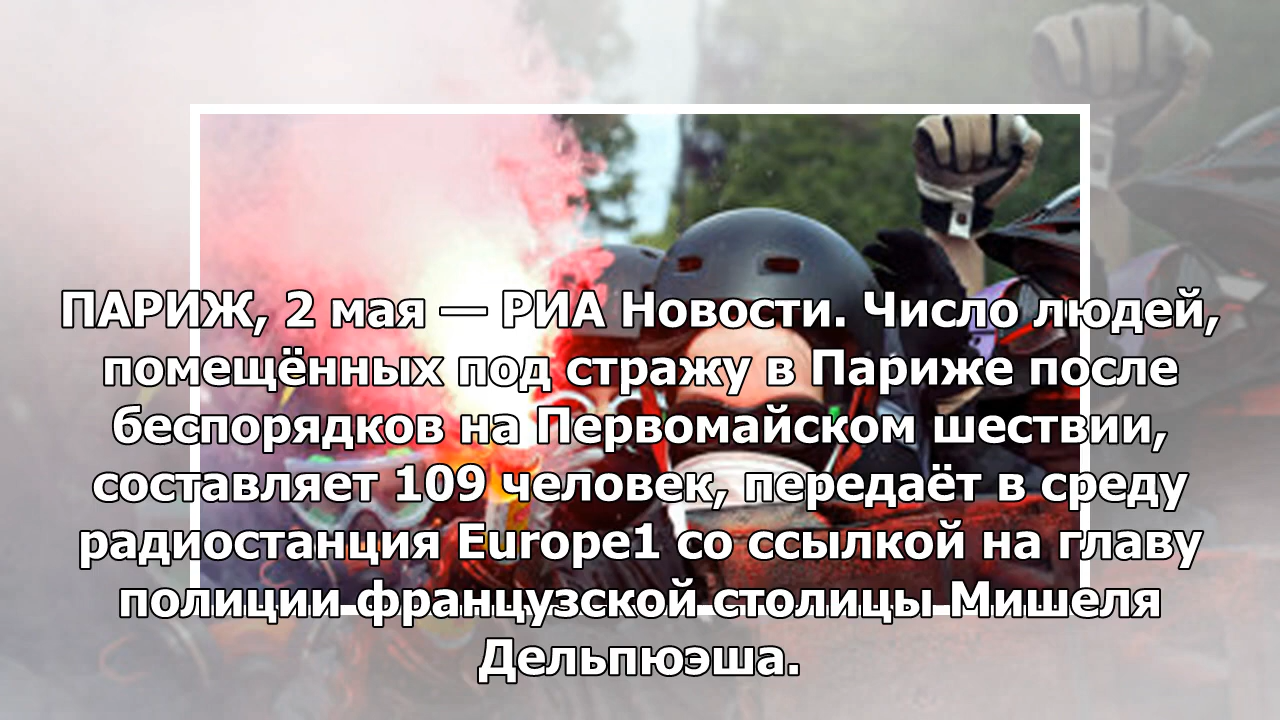 ПАРИЖ, 2 мая — РИА Новости. Число людей,
помещённых под стражу в Париже после
беспорядков на Первомайском шествии,
составляет 109 человек, передаёт в среду
радиостанция Europe1 со ссылкой на главу
полиции французской столицы Мишеля
Дельпюэша.